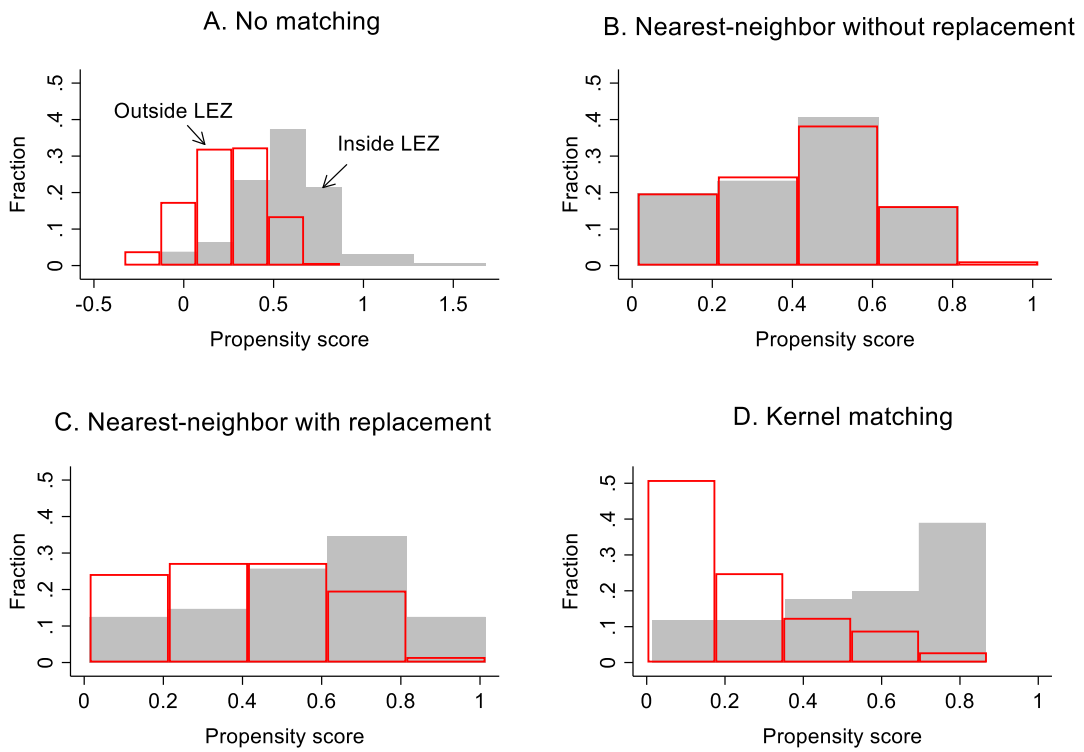 A. No matching
B. Nearest-neighbor without replacement
Fraction
.5
.4
.3
.2
.1
0
Outside LEZ
Inside LEZ
-0.5 0 0.5 1 1.5
Propensity score
Fraction
.5
.4
.3
.2
.1
0
0 0.2 0.4 0.6 0.8 1
Propensity score
C. Nearest-neighbor with replacement
D. Kernel matching
Fraction
.5
.4
.3
.2
.1
0
0 0.2 0.4 0.6 0.8 1
Propensity score
Fraction
.5
.4
.3
.2
.1
0
0 0.2 0.4 0.6 0.8 1
Propensity score